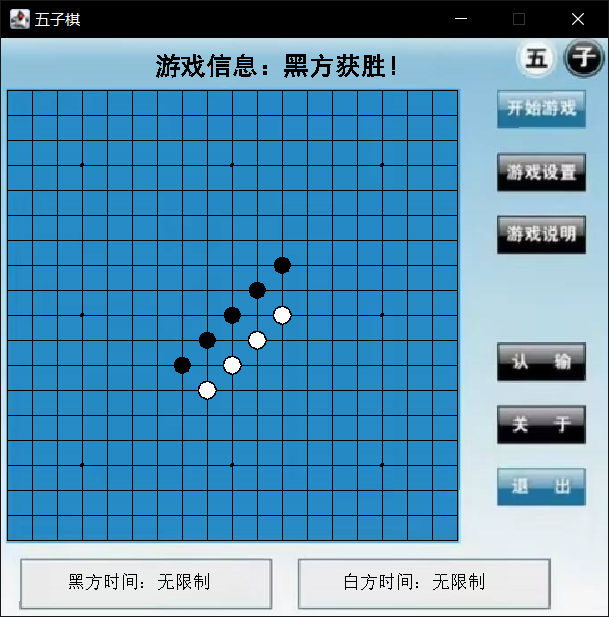 五子棋
游戏信息：黑方获胜！
五 子
开始游戏
游戏设置
游戏说明
认 输
关 于
退 出
黑方时间：无限制
白方时间：无限制